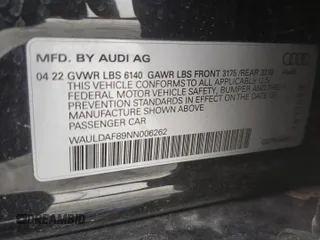 MFD. BY AUDI AG
04 22 GVWR LBS 6140 GAWR LBS FRONT 3175 /REAR
THIS VEHICLE CONFORMS TO ALL APPLICABLE U.S.
FEDERAL MOTOR VEHICLE SAFETY, BUMPER, AND
THEFT PREVENTION STANDARDS IN EFFECT ON THE DATE
OF MANUFACTURE SHOWN ABOVE.
PASSENGER CAR
WAULDAF89NN006262
DREAMBID